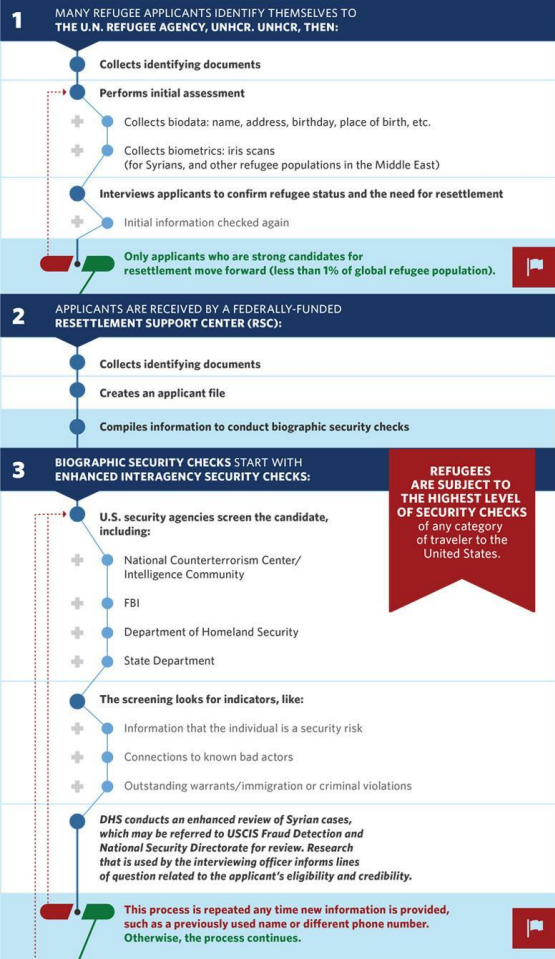 1
MANY REFUGEE APPLICANTS IDENTIFY THEMSELVES TO
THE U.N. REFUGEE AGENCY, UNHCR. UNHCR, THEN:
Collects identifying documents
Performs initial assessment
Collects biodata: name, address, birthday, place of birth, etc.
Collects biometrics: iris scans
(for Syrians, and other refugee populations in the Middle East)
Interviews applicants to confirm refugee status and the need for resettlement
Initial information checked again
Only applicants who are strong candidates for
resettlement move forward (less than 1% of global refugee population).
2
APPLICANTS ARE RECEIVED BY A FEDERALLY-FUNDED
RESETTLEMENT SUPPORT CENTER (RSC):
Collects identifying documents
Creates an applicant file
Compiles information to conduct biographic security checks
3
BIOGRAPHIC SECURITY CHECKS START WITH
ENHANCED INTERAGENCY SECURITY CHECKS:
REFUGEES
ARE SUBJECT TO
THE HIGHEST LEVEL
OF SECURITY CHECKS
of any category
of traveler to the
United States.
U.S. security agencies screen the candidate,
including:
National Counterterrorism Center/
Intelligence Community
FBI
Department of Homeland Security
State Department
The screening looks for indicators, like:
Information that the individual is a security risk
Connections to known bad actors
Outstanding warrants/immigration or criminal violations
DHS conducts an enhanced review of Syrian cases,
which may be referred to USCIS Fraud Detection and
National Security Directorate for review. Research
that is used by the interviewing officer informs lines
of question related to the applicant's eligibility and credibility.
This process is repeated any time new information is provided,
such as a previously used name or different phone number.
Otherwise, the process continues.